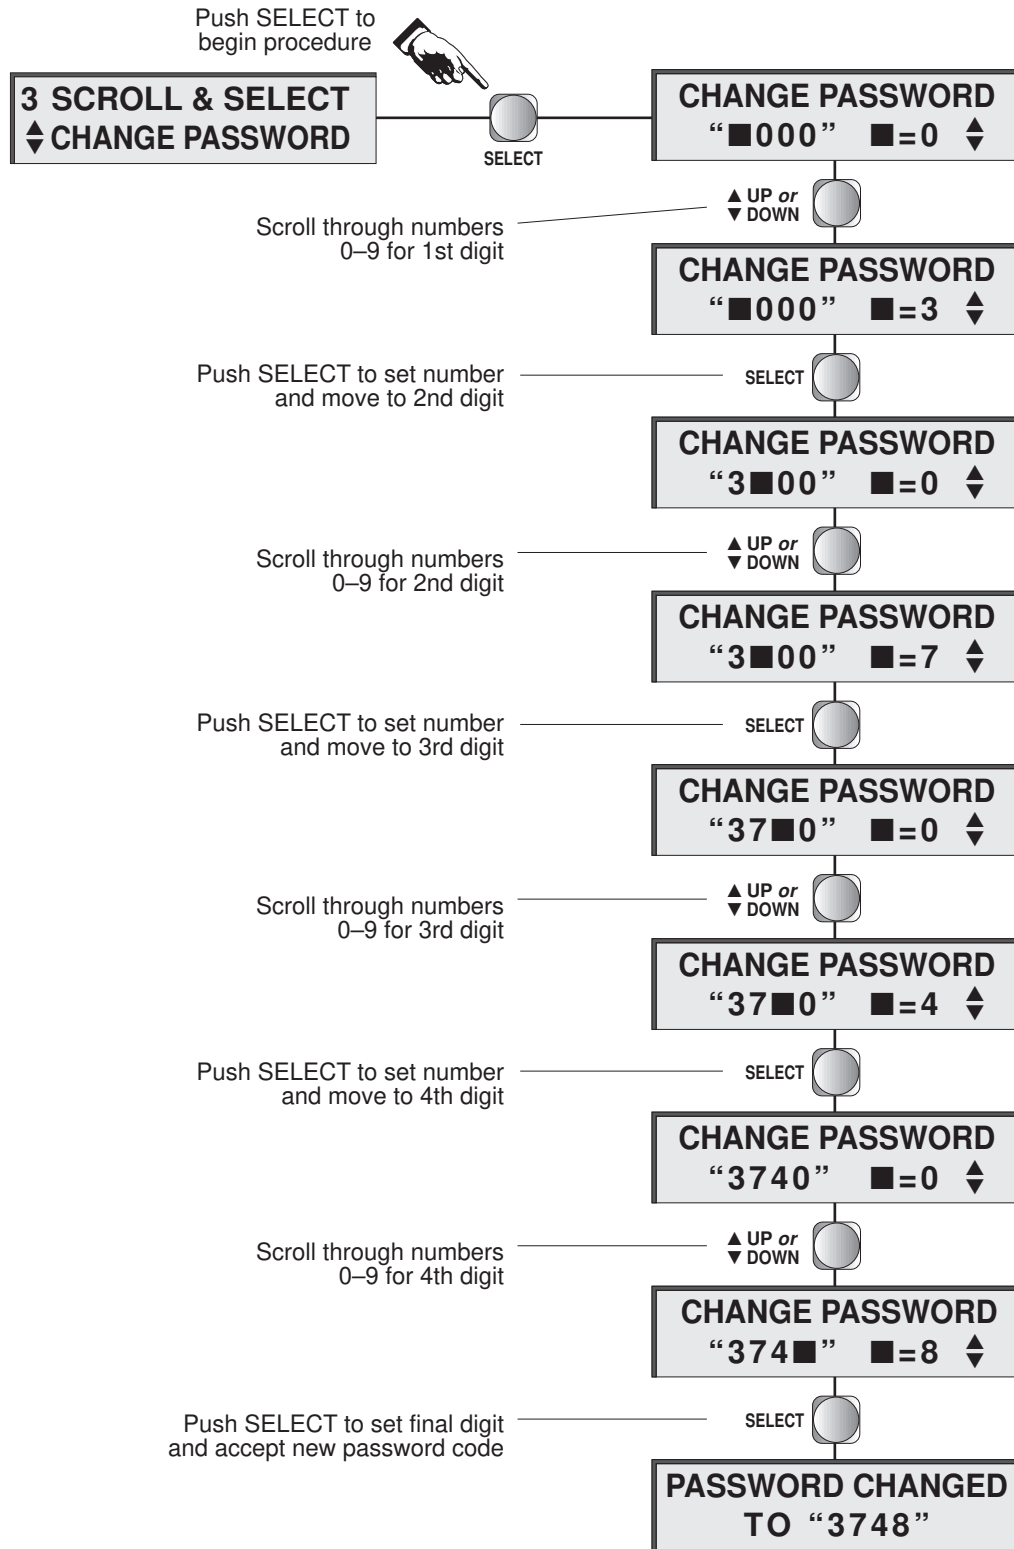 Push SELECT to
begin procedure
3 SCROLL & SELECT
▲▼ CHANGE PASSWORD
SELECT
CHANGE PASSWORD
“■000” ■=0 ▲▼
Scroll through numbers
0–9 for 1st digit
▲ UP or
▼ DOWN
CHANGE PASSWORD
“■000” ■=3 ▲▼
Push SELECT to set number
and move to 2nd digit
SELECT
CHANGE PASSWORD
“3■00” ■=0 ▲▼
Scroll through numbers
0–9 for 2nd digit
▲ UP or
▼ DOWN
CHANGE PASSWORD
“3■00” ■=7 ▲▼
Push SELECT to set number
and move to 3rd digit
SELECT
CHANGE PASSWORD
“37■0” ■=0 ▲▼
Scroll through numbers
0–9 for 3rd digit
▲ UP or
▼ DOWN
CHANGE PASSWORD
“37■0” ■=4 ▲▼
Push SELECT to set number
and move to 4th digit
SELECT
CHANGE PASSWORD
“3740” ■=0 ▲▼
Scroll through numbers
0–9 for 4th digit
▲ UP or
▼ DOWN
CHANGE PASSWORD
“374■” ■=8 ▲▼
Push SELECT to set final digit
and accept new password code
SELECT
PASSWORD CHANGED
TO “3748”